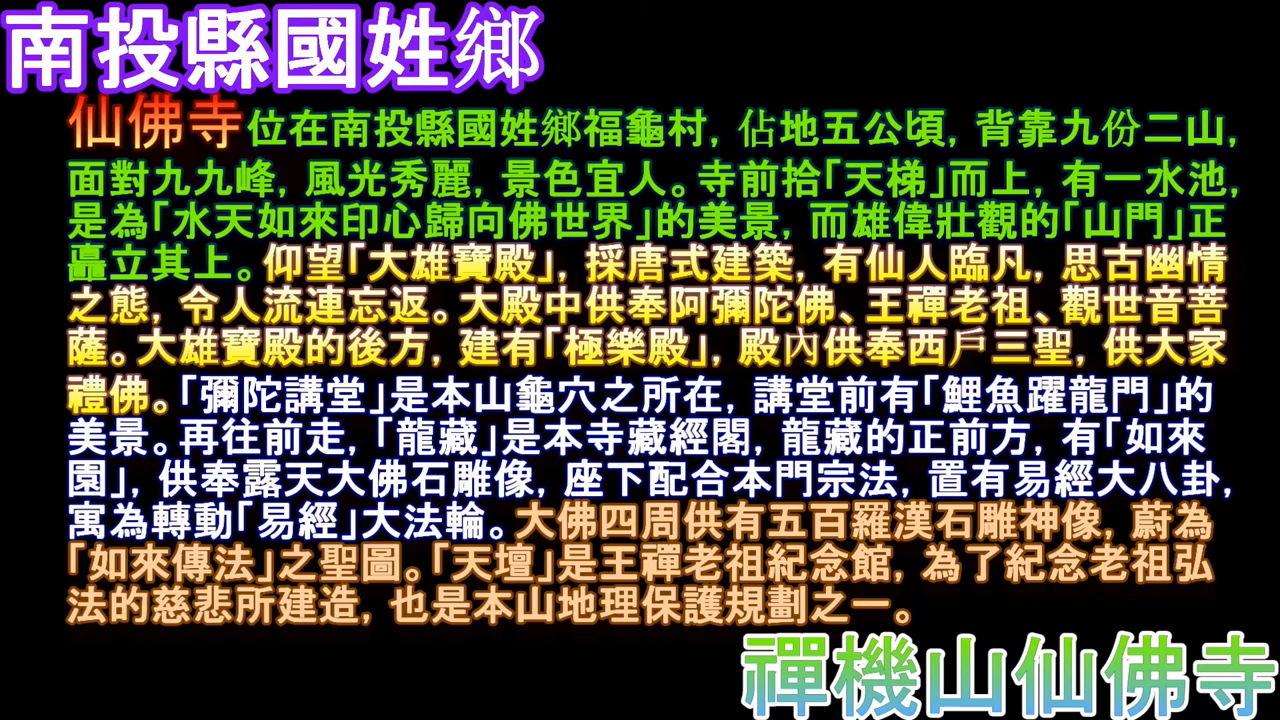 南投縣國姓鄉
仙佛寺位在南投縣國姓鄉福龜村, 佔地五公頃, 背靠九份二山,
面對九九峰, 風光秀麗, 景色宜人。寺前拾「天梯」而上, 有一水池,
是為「水天如來印心歸向佛世界」的美景, 而雄偉壯觀的「山門」正
矗立其上。仰望「大雄寶殿」, 採唐式建築, 有仙人臨凡, 思古幽情
之態, 令人流連忘返。大殿中供奉阿彌陀佛、王禪老祖、觀世音菩
薩。大雄寶殿的後方, 建有「極樂殿」, 殿內供奉西戶三聖, 供大家
禮佛。「彌陀講堂」是本山龜穴之所在, 講堂前有「鯉魚躍龍門」的
美景。再往前走, 「龍藏」是本寺藏經閣, 龍藏的正前方, 有「如來
園」, 供奉露天大佛石雕像, 座下配合本門宗法, 置有易經大八卦,
寓為轉動「易經」大法輪。大佛四周供有五百羅漢石雕神像, 蔚為
「如來傳法」之聖圖。「天壇」是王禪老祖紀念館, 為了紀念老祖弘
法的慈悲所建造, 也是本山地理保護規劃之一。
禪機山仙佛寺